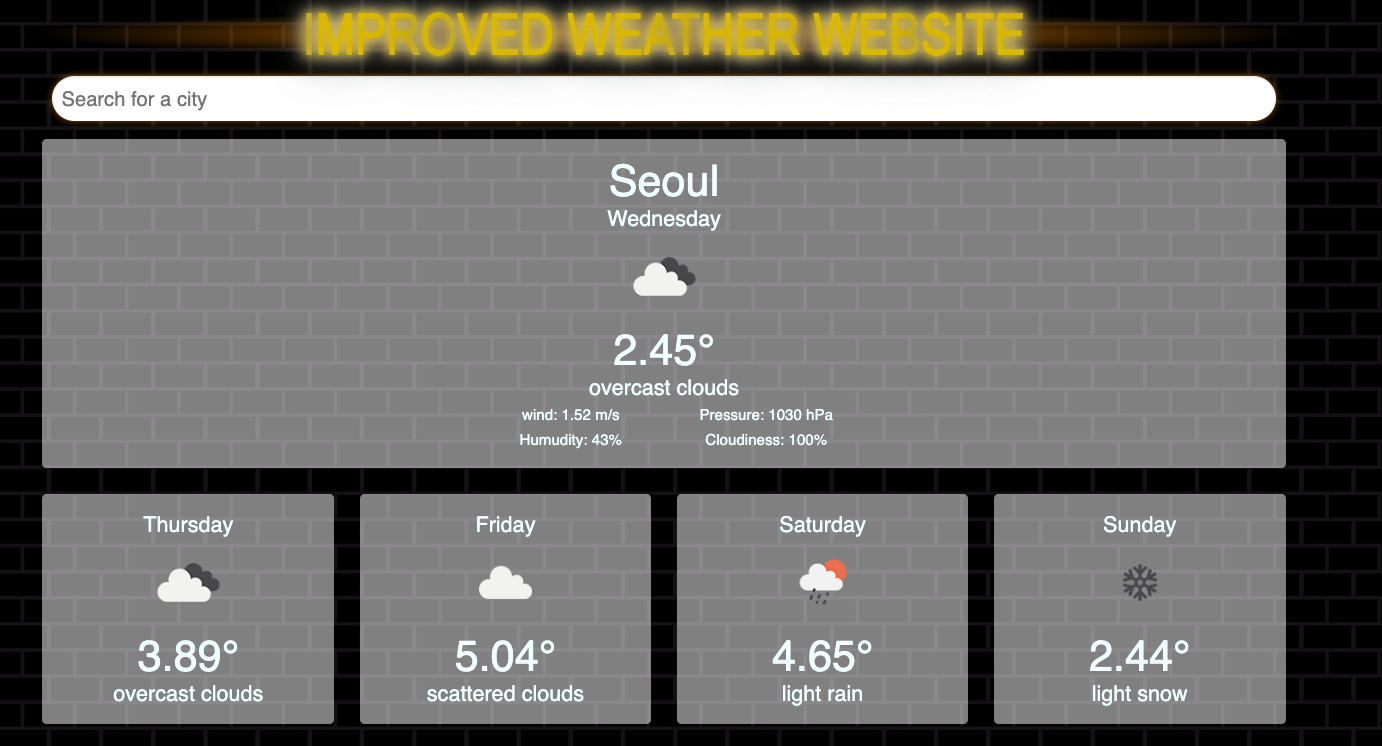 IMPROVED WEATHER WEBSITE
Search for a city
Seoul
Wednesday
2.45°
overcast clouds
wind: 1.52 m/s Pressure: 1030 hPa
Humudity: 43% Cloudiness: 100%
Thursday Friday Saturday Sunday
3.89° 5.04° 4.65° 2.44°
overcast clouds scattered clouds light rain light snow